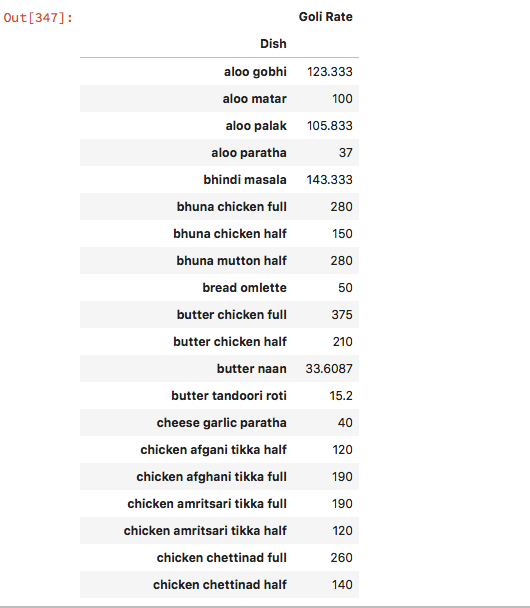 Out[347]:
Goli Rate
Dish
aloo gobhi 123.333
aloo matar 100
aloo palak 105.833
aloo paratha 37
bhindi masala 143.333
bhuna chicken full 280
bhuna chicken half 150
bhuna mutton half 280
bread omlette 50
butter chicken full 375
butter chicken half 210
butter naan 33.6087
butter tandoori roti 15.2
cheese garlic paratha 40
chicken afgani tikka half 120
chicken afghani tikka full 190
chicken amritsari tikka full 190
chicken amritsari tikka half 120
chicken chettinad full 260
chicken chettinad half 140